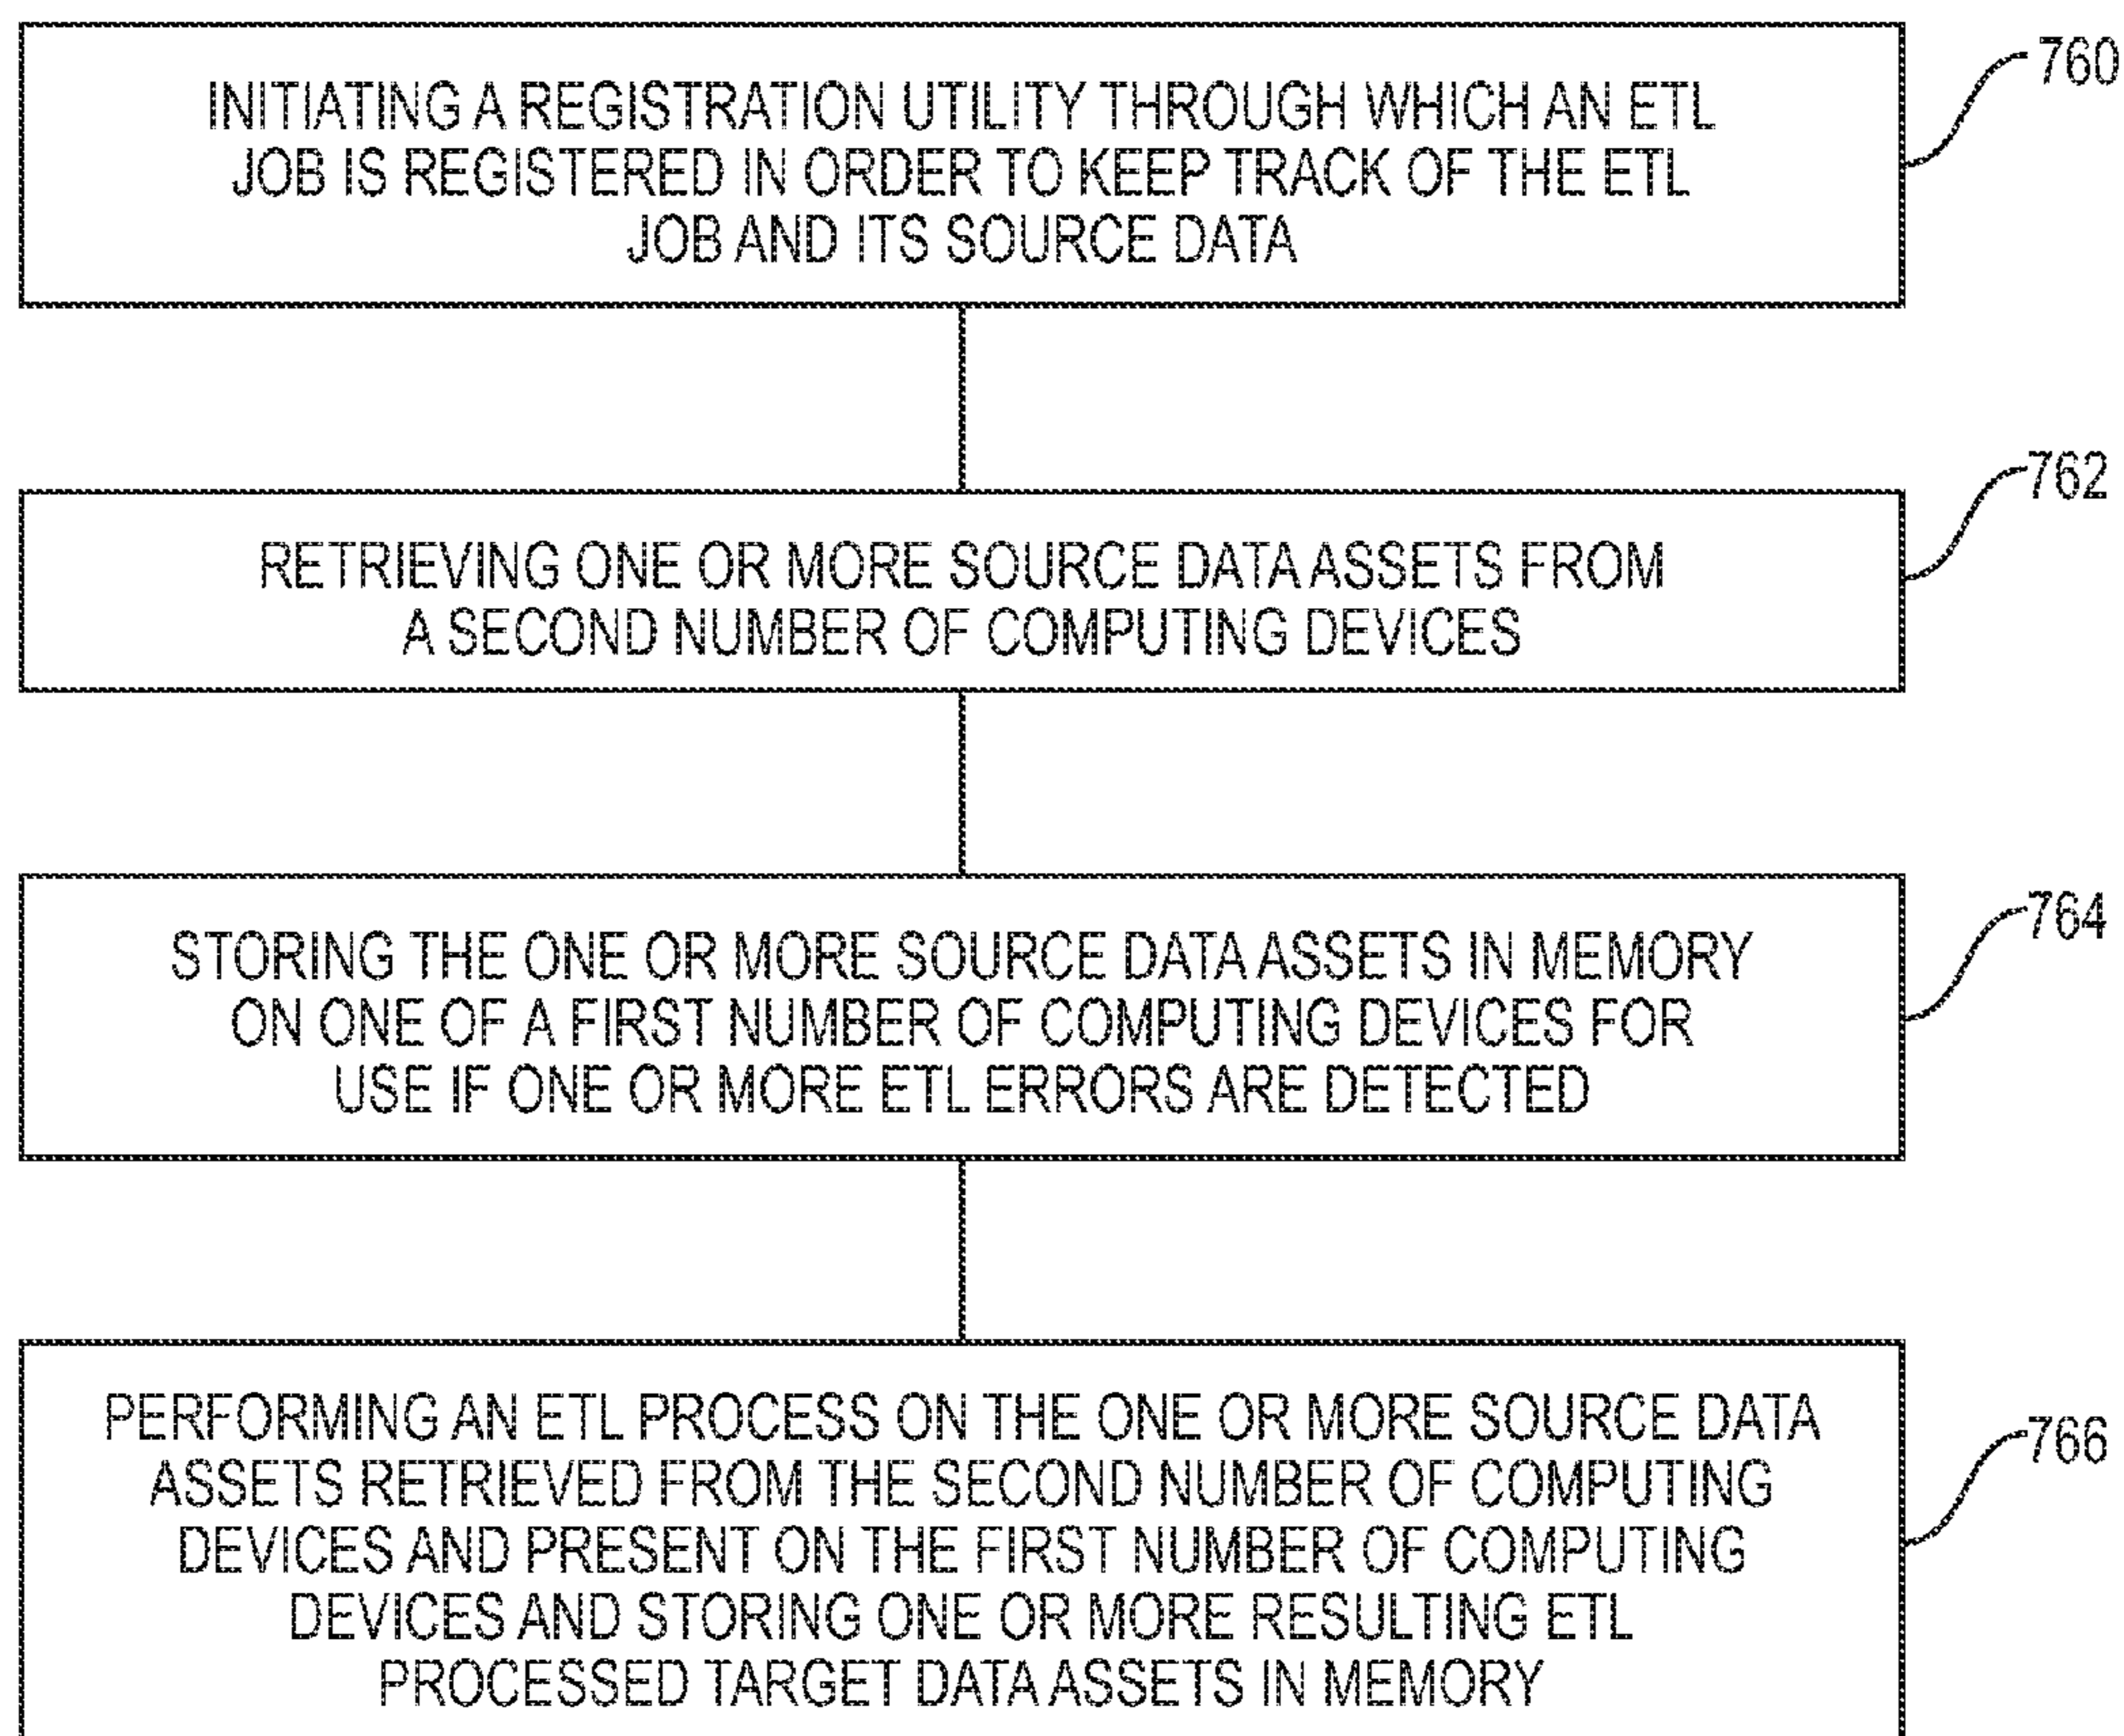 760
INITIATING A REGISTRATION UTILITY THROUGH WHICH AN ETL
JOB IS REGISTERED IN ORDER TO KEEP TRACK OF THE ETL
JOB AND ITS SOURCE DATA
762
RETRIEVING ONE OR MORE SOURCE DATA ASSETS FROM
A SECOND NUMBER OF COMPUTING DEVICES
764
STORING THE ONE OR MORE SOURCE DATA ASSETS IN MEMORY
ON ONE OF A FIRST NUMBER OF COMPUTING DEVICES FOR
USE IF ONE OR MORE ETL ERRORS ARE DETECTED
766
PERFORMING AN ETL PROCESS ON THE ONE OR MORE SOURCE DATA
ASSETS RETRIEVED FROM THE SECOND NUMBER OF COMPUTING
DEVICES AND PRESENT ON THE FIRST NUMBER OF COMPUTING
DEVICES AND STORING ONE OR MORE RESULTING ETL
PROCESSED TARGET DATA ASSETS IN MEMORY